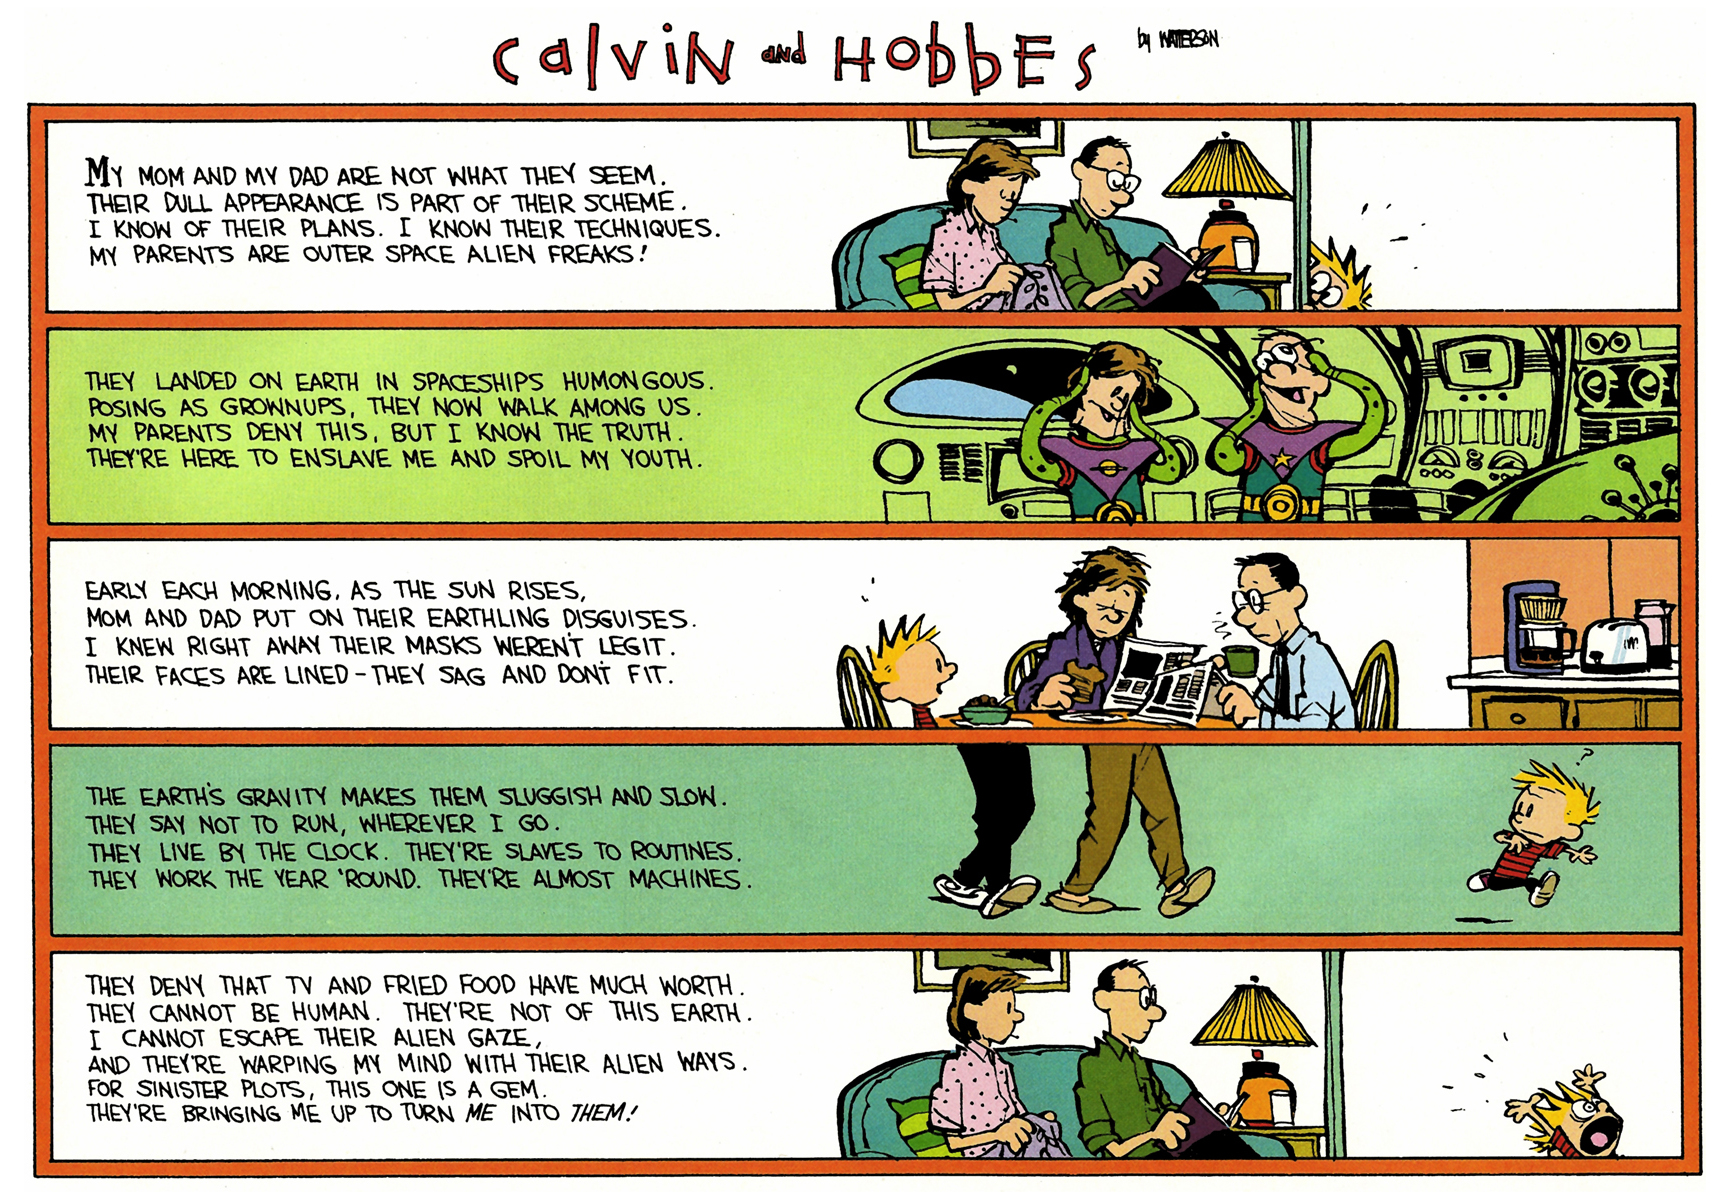 Calvin and Hobbes by WATTERSON
MY MOM AND MY DAD ARE NOT WHAT THEY SEEM.
THEIR DULL APPEARANCE IS PART OF THEIR SCHEME.
I KNOW OF THEIR PLANS. I KNOW THEIR TECHNIQUES.
MY PARENTS ARE OUTER SPACE ALIEN FREAKS!
THEY LANDED ON EARTH IN SPACESHIPS HUMONGOUS.
POSING AS GROWNUPS, THEY NOW WALK AMONG US.
MY PARENTS DENY THIS, BUT I KNOW THE TRUTH.
THEY'RE HERE TO ENSLAVE ME AND SPOIL MY YOUTH.
EARLY EACH MORNING, AS THE SUN RISES,
MOM AND DAD PUT ON THEIR EARTHLING DISGUISES.
I KNEW RIGHT AWAY THEIR MASKS WEREN'T LEGIT.
THEIR FACES ARE LINED – THEY SAG AND DON'T FIT.
?
THE EARTH'S GRAVITY MAKES THEM SLUGGISH AND SLOW.
THEY SAY NOT TO RUN, WHEREVER I GO.
THEY LIVE BY THE CLOCK. THEY'RE SLAVES TO ROUTINES.
THEY WORK THE YEAR 'ROUND. THEY'RE ALMOST MACHINES.
THEY DENY THAT TV AND FRIED FOOD HAVE MUCH WORTH.
THEY CANNOT BE HUMAN. THEY'RE NOT OF THIS EARTH.
I CANNOT ESCAPE THEIR ALIEN GAZE,
AND THEY'RE WARPING MY MIND WITH THEIR ALIEN WAYS.
FOR SINISTER PLOTS, THIS ONE IS A GEM.
THEY'RE BRINGING ME UP TO TURN ME INTO THEM!